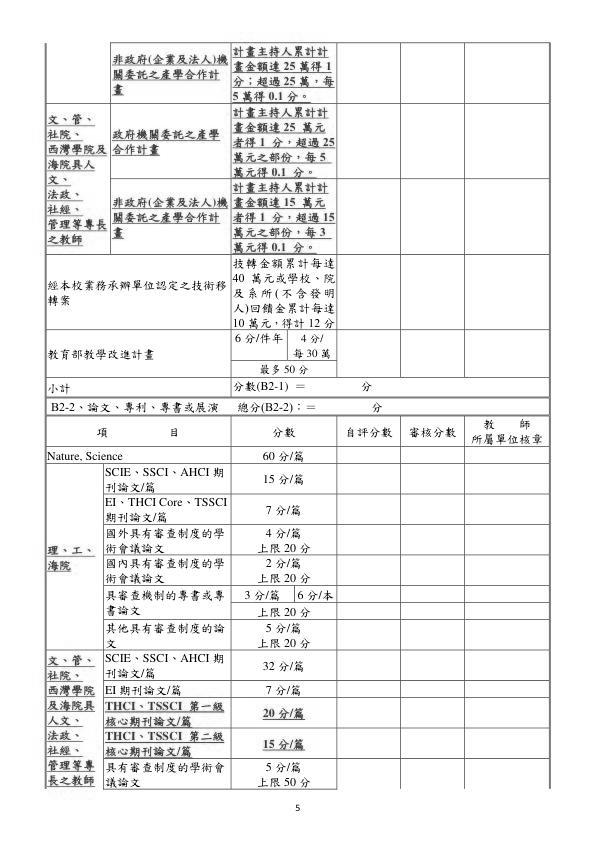 非政府(企業及法人)機
關委託之產學合作計
畫
計畫主持人累計計
畫金額達 25 萬得 1
分；超過 25 萬，每
5 萬得 0.1 分。
文、管、
社院、
西灣學院及
海院具人
文、
法政、
社經、
管理等專長
之教師
政府機關委託之產學
合作計畫
計畫主持人累計計
畫金額達 25 萬元
者得 1 分，超過 25
萬元之部份，每 5
萬元得 0.1 分。
非政府(企業及法人)機
關委託之產學合作計
畫
計畫主持人累計計
畫金額達 15 萬元
者得 1 分，超過 15
萬元之部份，每 3
萬元得 0.1 分。
經本校業務承辦單位認定之技術移
轉案
技轉金額累計每達
40 萬元或學校、院
及系所(不含發明
人)回饋金累計每達
10 萬元，得計 12 分
教育部教學改進計畫
6 分/件年
4 分/
每 30 萬
最多 50 分
小計
分數(B2-1) ＝ 分
B2-2、論文、專利、專書或展演 總分(B2-2)：＝ 分
項 目
分數
自評分數
審核分數
教 師
所屬單位核章
Nature, Science
60 分/篇
理、工、
海院
SCIE、SSCI、AHCI 期
刊論文/篇
15 分/篇
EI、THCI Core、TSSCI
期刊論文/篇
7 分/篇
國外具有審查制度的學
術會議論文
4 分/篇
上限 20 分
國內具有審查制度的學
術會議論文
2 分/篇
上限 20 分
具審查機制的專書或專
書論文
3 分/篇
6 分/本
上限 20 分
其他具有審查制度的論
文
5 分/篇
上限 20 分
文、管、
社院、
西灣學院
及海院具
人文、
法政、
社經、
管理等專
長之教師
SCIE、SSCI、AHCI 期
刊論文/篇
32 分/篇
EI 期刊論文/篇
7 分/篇
THCI、TSSCI 第一級
核心期刊論文/篇
20 分/篇
THCI、TSSCI 第二級
核心期刊論文/篇
15 分/篇
具有審查制度的學術會
議論文
5 分/篇
上限 50 分
5